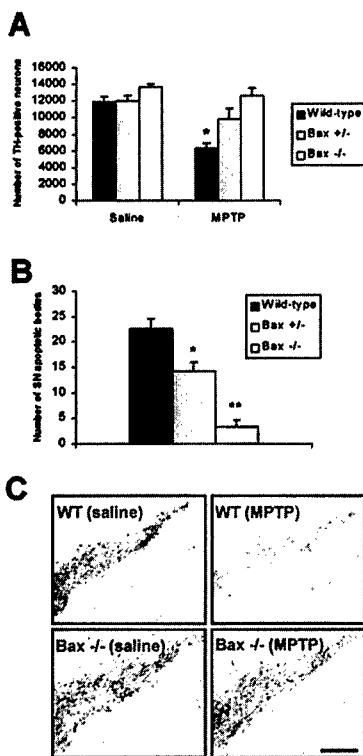 A
Number of TH-positive neurons
16000
14000
12000
10000
8000
6000
4000
2000
0
*
Saline
MPTP
Wild-type
Bax +/-
Bax -/-
B
Number of SN apoptotic bodies
30
25
20
15
10
5
0
*
**
Wild-type
Bax +/-
Bax -/-
C
WT (saline)
WT (MPTP)
Bax -/- (saline)
Bax -/- (MPTP)